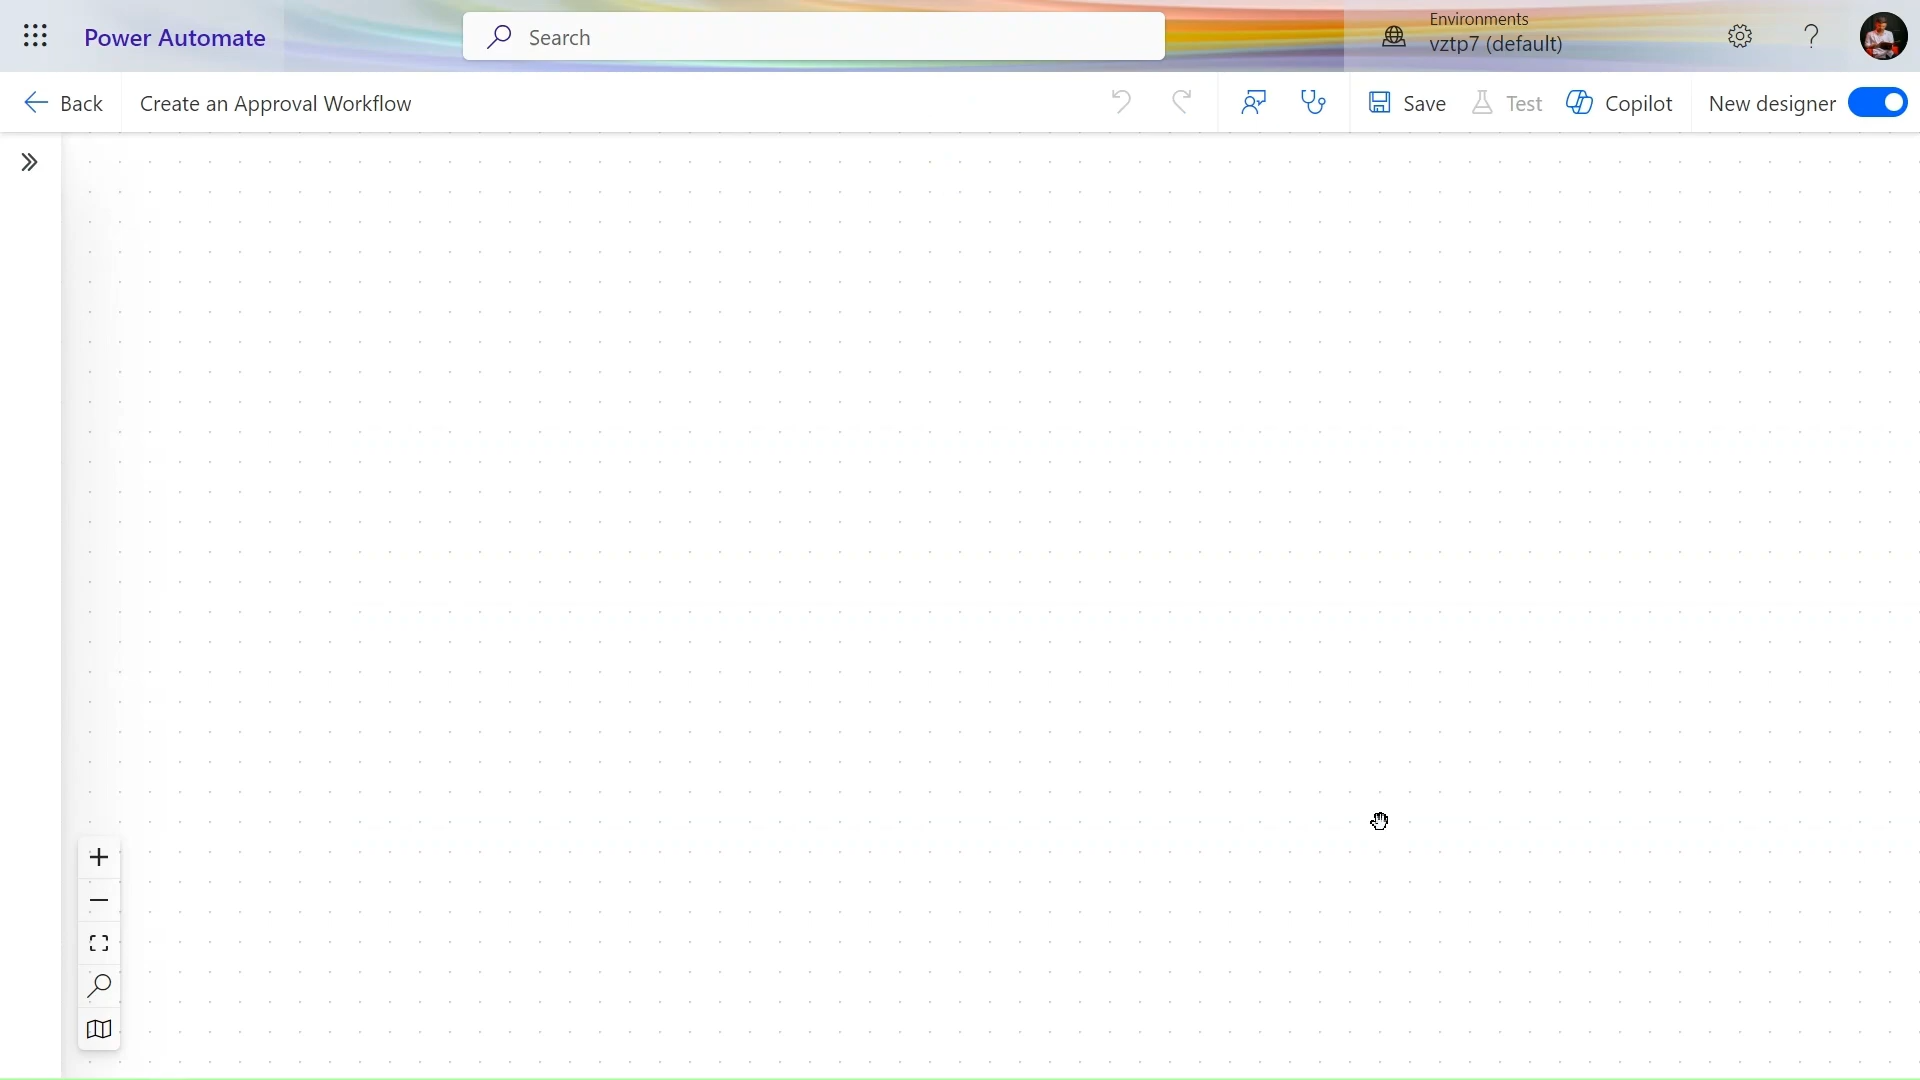 Power Automate
Search
Environments
vztp7 (default)
Back
Create an Approval Workflow
Save
Test
Copilot
New designer